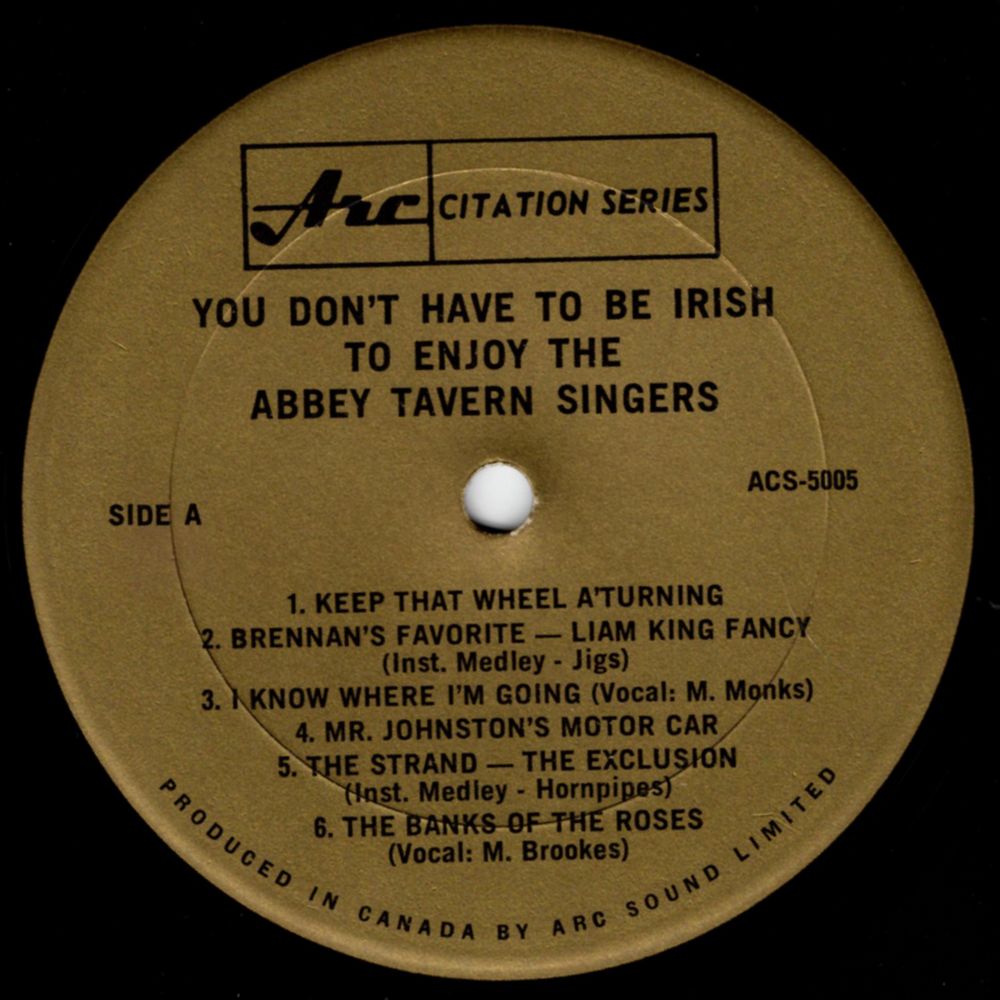 Arc CITATION SERIES
YOU DON'T HAVE TO BE IRISH
TO ENJOY THE
ABBEY TAVERN SINGERS
ACS-5005
SIDE A
1. KEEP THAT WHEEL A'TURNING
2. BRENNAN'S FAVORITE — LIAM KING FANCY
(Inst. Medley - Jigs)
3. I KNOW WHERE I'M GOING (Vocal: M. Monks)
4. MR. JOHNSTON'S MOTOR CAR
5. THE STRAND — THE EXCLUSION
(Inst. Medley - Hornpipes)
6. THE BANKS OF THE ROSES
(Vocal: M. Brookes)
PRODUCED IN CANADA BY ARC SOUND LIMITED